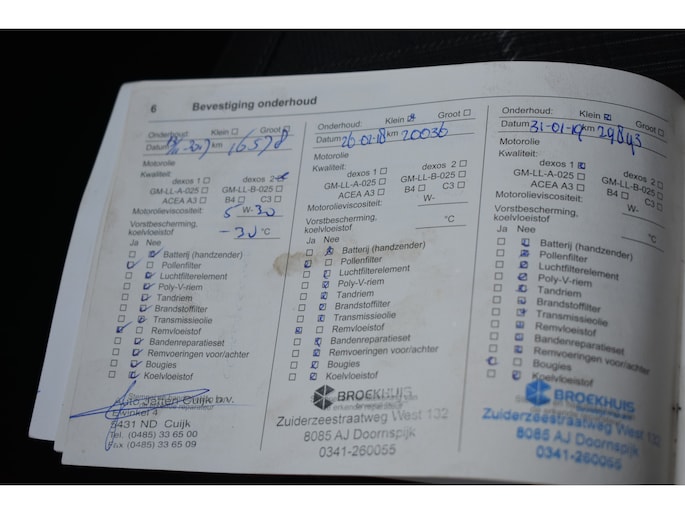 6 Bevestiging onderhoud
Onderhoud: Klein Groot
Datum km 16578
Motorolie
Kwaliteit:
dexos 1 dexos 2
GM-LL-A-025 GM-LL-B-025
ACEA A3 B4 C3
Motorolieviscositeit: 5 W-30
Vorstbescherming,
koelvloeistof -30 °C
Ja Nee
Batterij (handzender)
Pollenfilter
Luchtfilterelement
Poly-V-riem
Tandriem
Brandstoffilter
Transmissieolie
Remvloeistof
Bandenreparatieset
Remvoeringen voor/achter
Bougies
Koelvloeistof
Auto Jansen Cuijk b.v.
Ewinkel 4
5431 ND Cuijk
Tel. (0485) 33 65 00
Fax (0485) 33 65 09
Onderhoud: Klein Groot
Datum 26-02-18 km 20036
Motorolie
Kwaliteit:
dexos 1 dexos 2
GM-LL-A-025 GM-LL-B-025
ACEA A3 B4 C3
Motorolieviscositeit: W-
Vorstbescherming,
koelvloeistof °C
Ja Nee
Batterij (handzender)
Pollenfilter
Luchtfilterelement
Poly-V-riem
Tandriem
Brandstoffilter
Transmissieolie
Remvloeistof
Bandenreparatieset
Remvoeringen voor/achter
Bougies
Koelvloeistof
BROEKHUIS
Zuiderzeestraatweg West 132
8085 AJ Doornspijk
0341-260055
Onderhoud: Klein Groot
Datum 31-01-19 km 29843
Motorolie
Kwaliteit:
dexos 1 dexos 2
GM-LL-A-025 GM-LL-B-025
ACEA A3 B4 C3
Motorolieviscositeit: W-
Vorstbescherming,
koelvloeistof °C
Ja Nee
Batterij (handzender)
Pollenfilter
Luchtfilterelement
Poly-V-riem
Tandriem
Brandstoffilter
Transmissieolie
Remvloeistof
Bandenreparatieset
Remvoeringen voor/achter
Bougies
Koelvloeistof
BROEKHUIS
Zuiderzeestraatweg West 132
8085 AJ Doornspijk
0341-260055